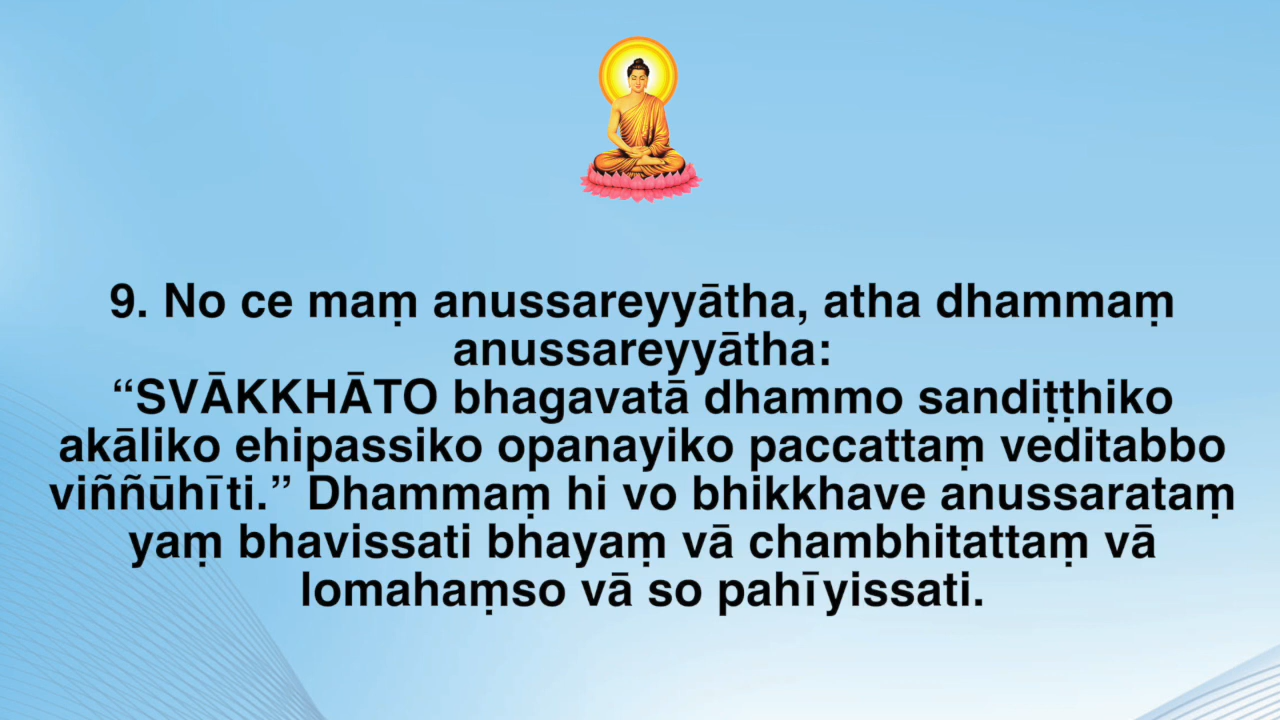 9. No ce maṃ anussareyyātha, atha dhammaṃ
anussareyyātha:
“SVĀKKHĀTO bhagavatā dhammo sandiṭṭhiko
akāliko ehipassiko opanayiko paccattaṃ veditabbo
viññūhīti.” Dhammaṃ hi vo bhikkhave anussarataṃ
yaṃ bhavissati bhayaṃ vā chambhitattaṃ vā
lomahaṃso vā so pahīyissati.